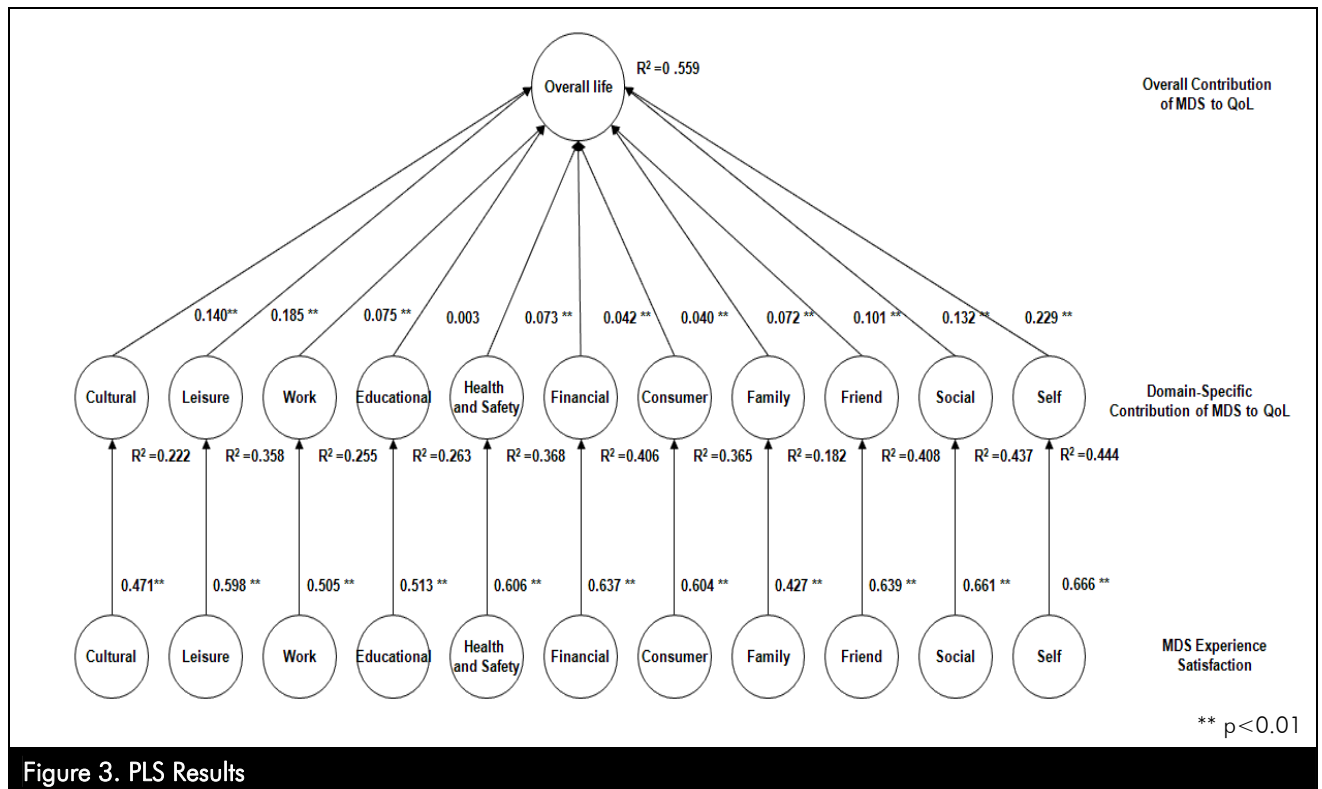 Overall life
R² =0 .559
Overall Contribution
of MDS to QoL
0.140**
0.185 **
0.075 **
0.003
0.073 **
0.042 **
0.040 **
0.072 **
0.101 **
0.132 **
0.229 **
Cultural
Leisure
Work
Educational
Health
and Safety
Financial
Consumer
Family
Friend
Social
Self
Domain-Specific
Contribution of MDS to QoL
R² =0.222
R² =0.358
R² =0.255
R² =0.263
R² =0.368
R² =0.406
R² =0.365
R² =0.182
R² =0.408
R² =0.437
R² =0.444
0.471**
0.598 **
0.505 **
0.513 **
0.606 **
0.637 **
0.604 **
0.427 **
0.639 **
0.661 **
0.666 **
Cultural
Leisure
Work
Educational
Health
and Safety
Financial
Consumer
Family
Friend
Social
Self
MDS Experience
Satisfaction
** p<0.01
Figure 3. PLS Results